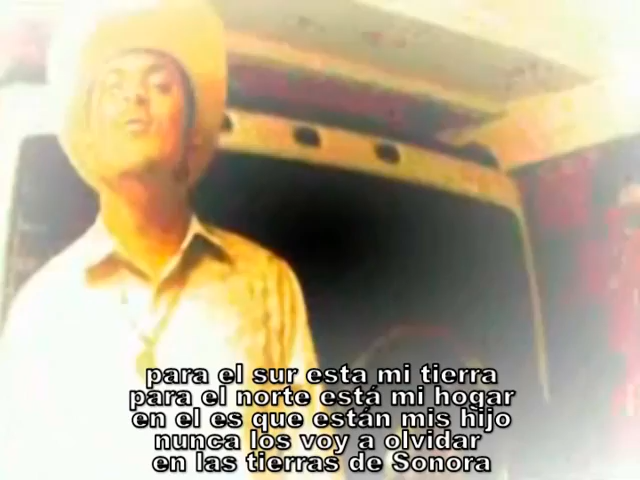 para el sur esta mi tierra
para el norte está mi hogar
en el es que están mis hijo
nunca los voy a olvidar
en las tierras de Sonora